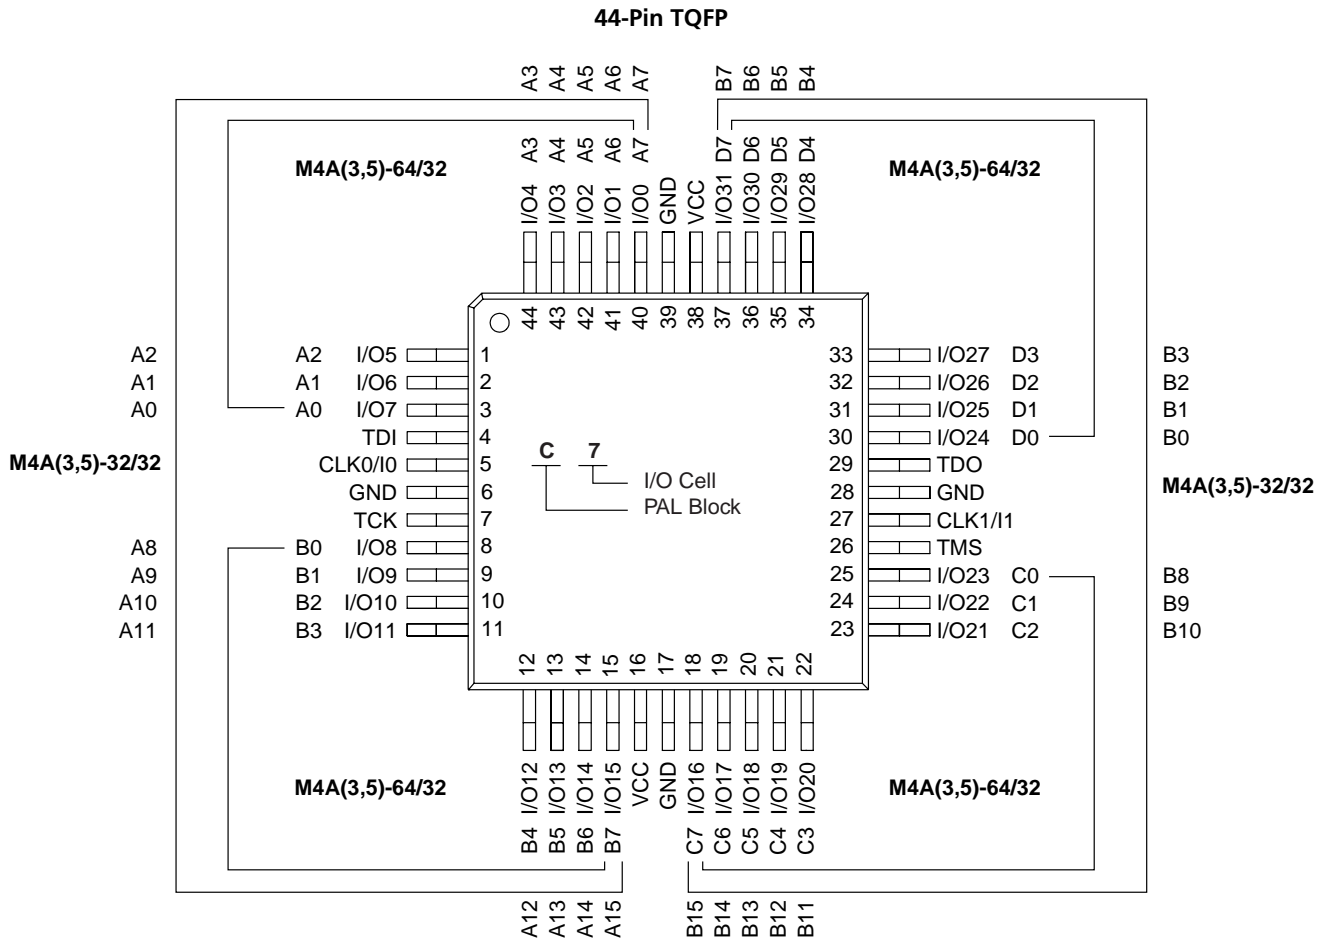 44-Pin TQFP
A3 A4 A5 A6 A7 B7 B6 B5 B4
A3 A4 A5 A6 A7 D7 D6 D5 D4
M4A(3,5)-64/32 M4A(3,5)-64/32
I/O4 I/O3 I/O2 I/O1 I/O0 GND VCC I/O31 I/O30 I/O29 I/O28
44 43 42 41 40 39 38 37 36 35 34
A2 A2 I/O5 1 33 I/O27 D3 B3
A1 A1 I/O6 2 32 I/O26 D2 B2
A0 A0 I/O7 3 31 I/O25 D1 B1
TDI 4 30 I/O24 D0 B0
M4A(3,5)-32/32 CLK0/I0 5 29 TDO
C 7
I/O Cell
PAL Block
GND 6 28 GND M4A(3,5)-32/32
TCK 7 27 CLK1/I1
A8 B0 I/O8 8 26 TMS
A9 B1 I/O9 9 25 I/O23 C0 B8
A10 B2 I/O10 10 24 I/O22 C1 B9
A11 B3 I/O11 11 23 I/O21 C2 B10
12 13 14 15 16 17 18 19 20 21 22
I/O12 I/O13 I/O14 I/O15 VCC GND I/O16 I/O17 I/O18 I/O19 I/O20
M4A(3,5)-64/32 M4A(3,5)-64/32
B4 B5 B6 B7 C7 C6 C5 C4 C3
A12 A13 A14 A15 B15 B14 B13 B12 B11